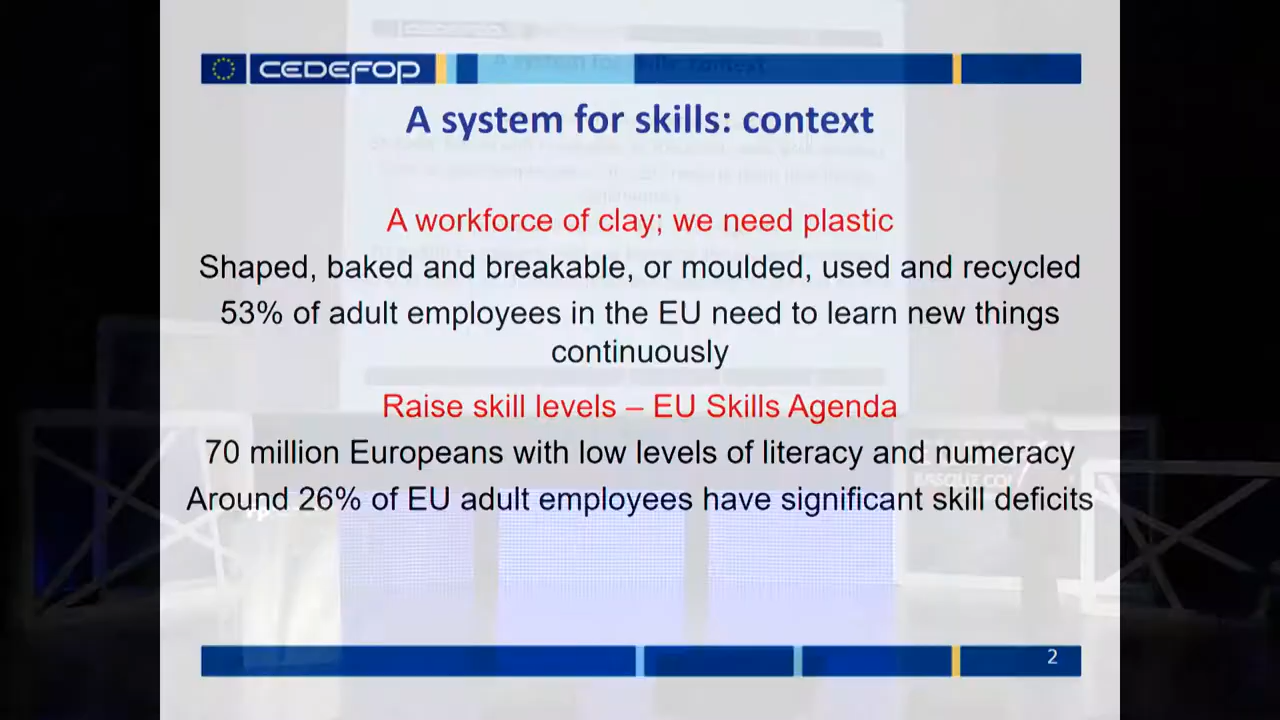 CEDEFOP
A system for skills: context
A workforce of clay; we need plastic
Shaped, baked and breakable, or moulded, used and recycled
53% of adult employees in the EU need to learn new things
continuously
Raise skill levels – EU Skills Agenda
70 million Europeans with low levels of literacy and numeracy
Around 26% of EU adult employees have significant skill deficits
2